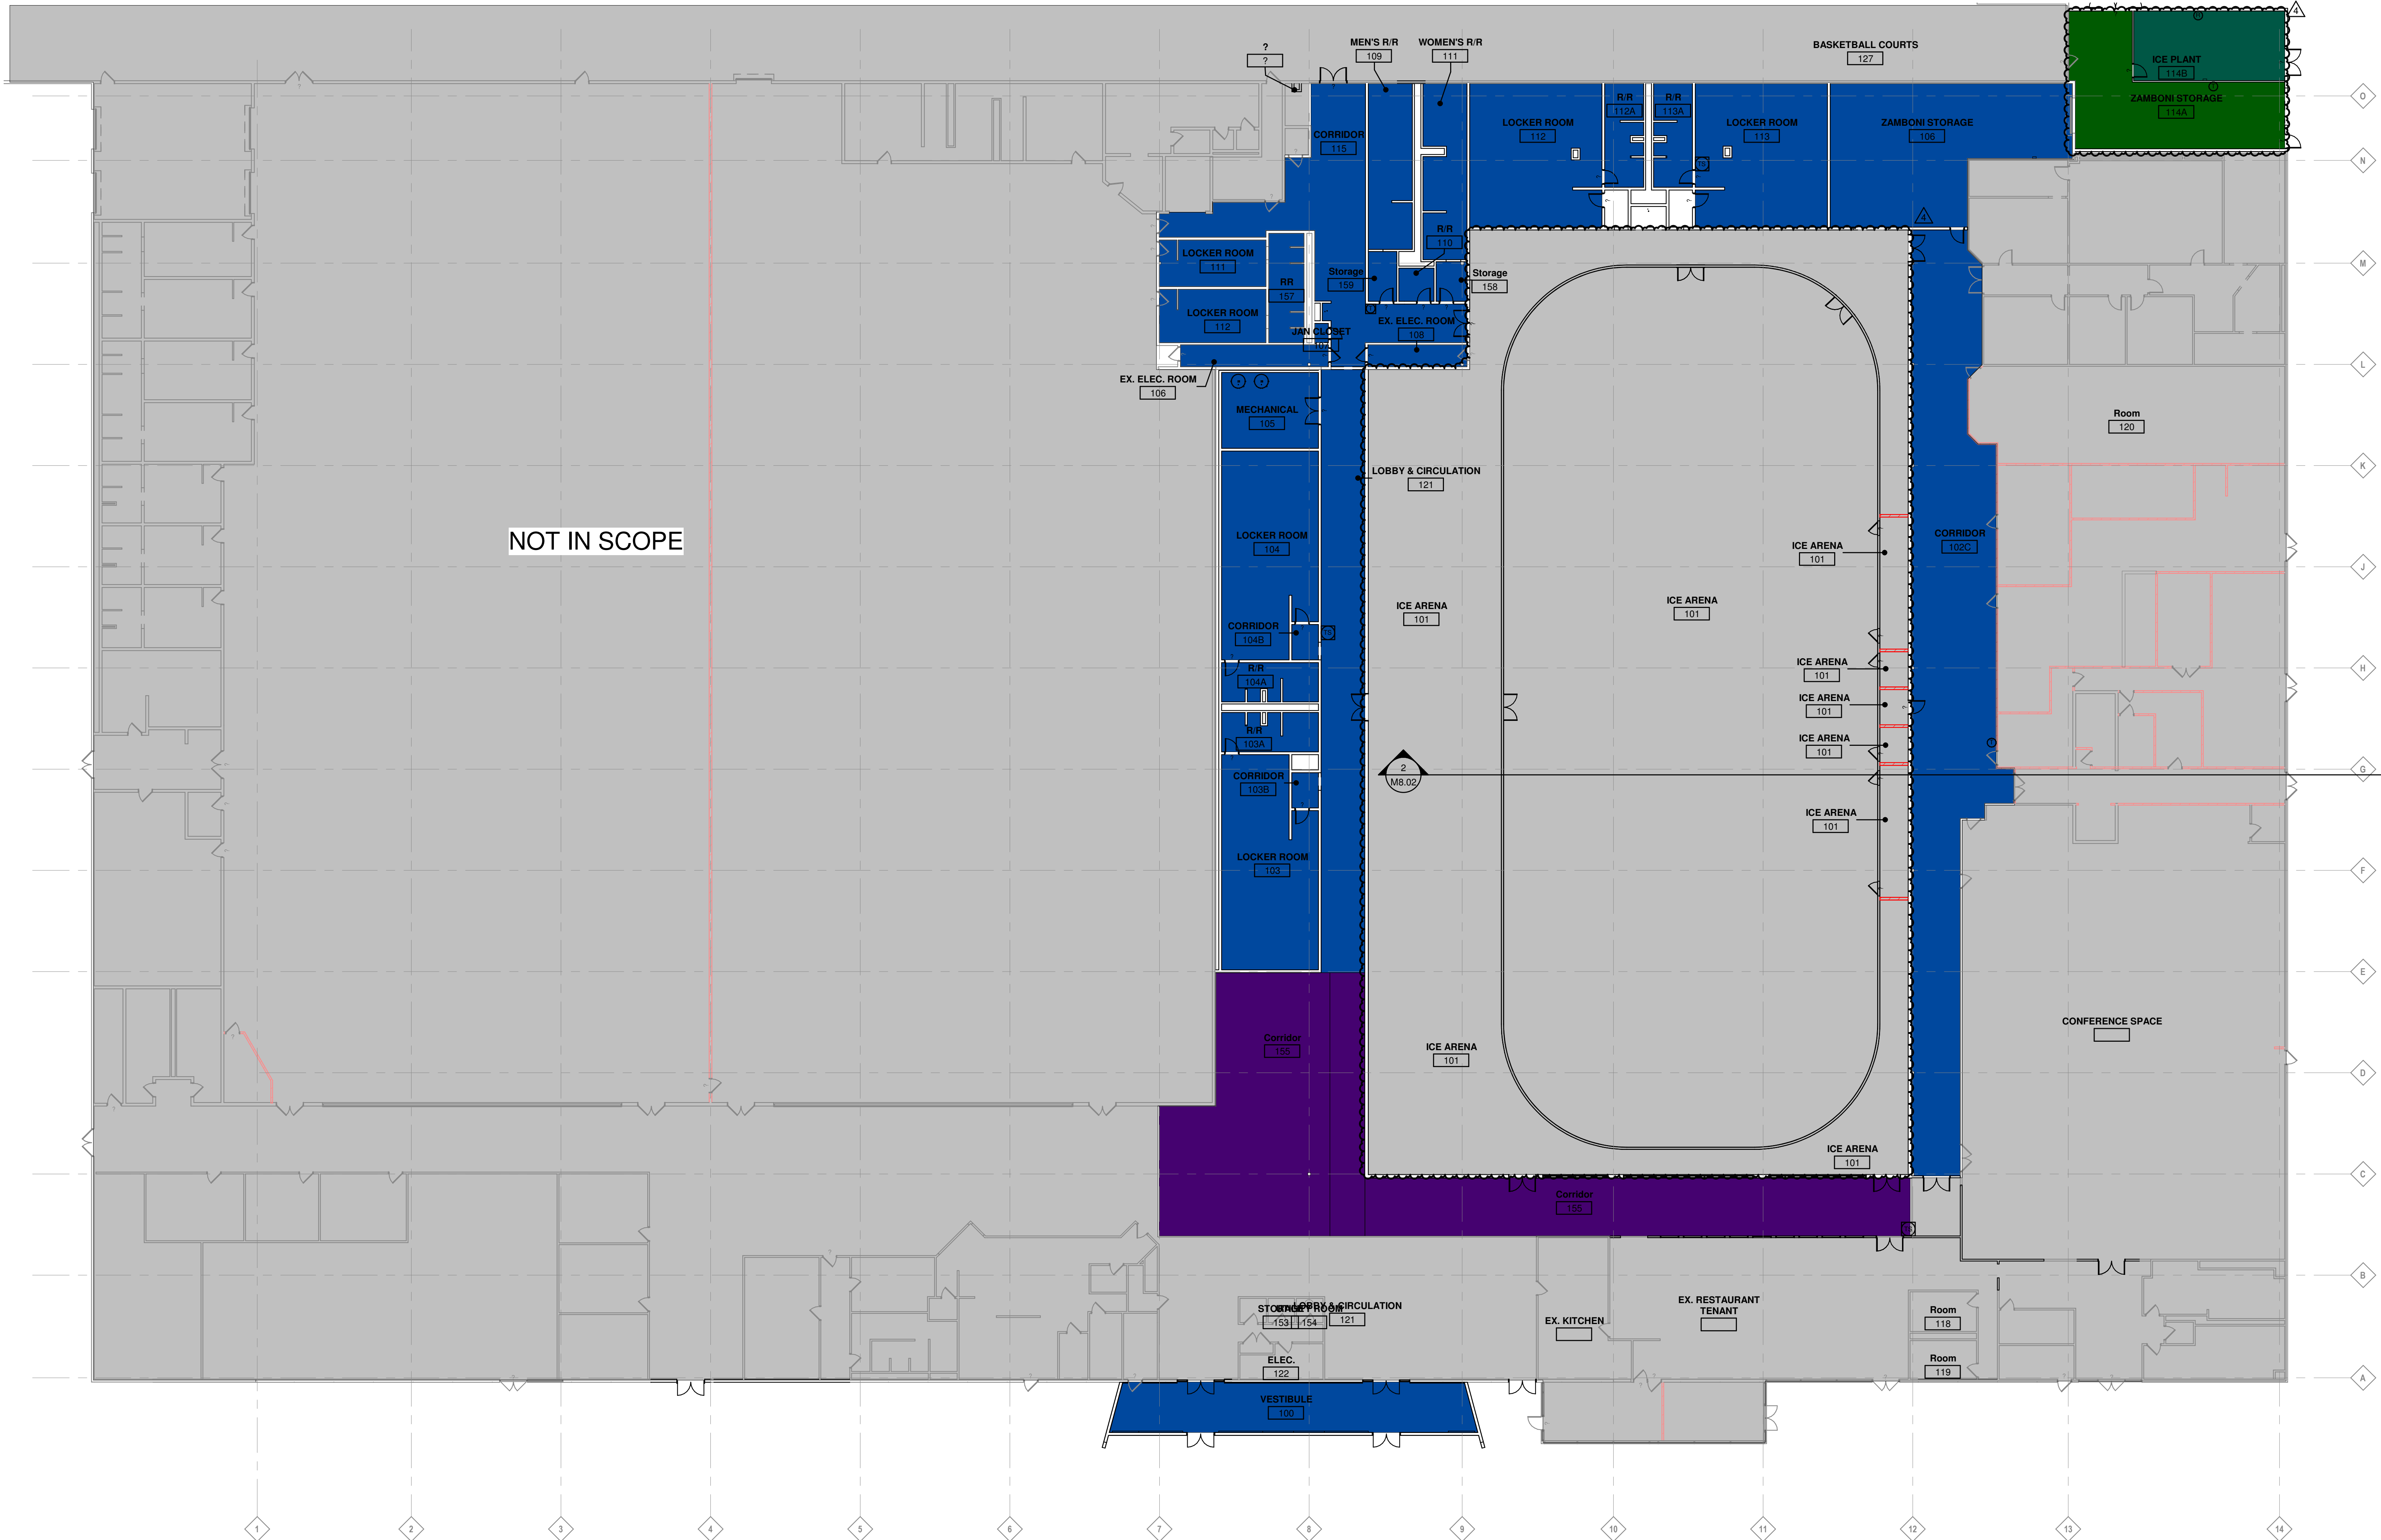 4
MEN'S R/R
109
WOMEN'S R/R
111
?
?
BASKETBALL COURTS
127
ICE PLANT
114B
ZAMBONI STORAGE
114A
O
LOCKER ROOM
112
R/R
112A
R/R
113A
LOCKER ROOM
113
ZAMBONI STORAGE
106
CORRIDOR
115
N
TS
4
R/R
110
LOCKER ROOM
111
M
RR
157
Storage
159
Storage
158
LOCKER ROOM
112
EX. ELEC. ROOM
108
JAN CLOSET
L
EX. ELEC. ROOM
106
MECHANICAL
105
Room
120
LOBBY & CIRCULATION
121
K
NOT IN SCOPE
LOCKER ROOM
104
CORRIDOR
102C
ICE ARENA
101
J
ICE ARENA
101
ICE ARENA
101
CORRIDOR
104B
TS
R/R
104A
ICE ARENA
101
H
ICE ARENA
101
R/R
103A
ICE ARENA
101
2
M8.02
G
CORRIDOR
103B
ICE ARENA
101
LOCKER ROOM
103
F
E
CONFERENCE SPACE
Corridor
155
ICE ARENA
101
D
ICE ARENA
101
C
Corridor
155
B
STORAGE
153
154
LOBBY & CIRCULATION
121
EX. KITCHEN
EX. RESTAURANT
TENANT
Room
118
ELEC.
122
Room
119
A
VESTIBULE
100
1
2
3
4
5
6
7
8
9
10
11
12
13
14